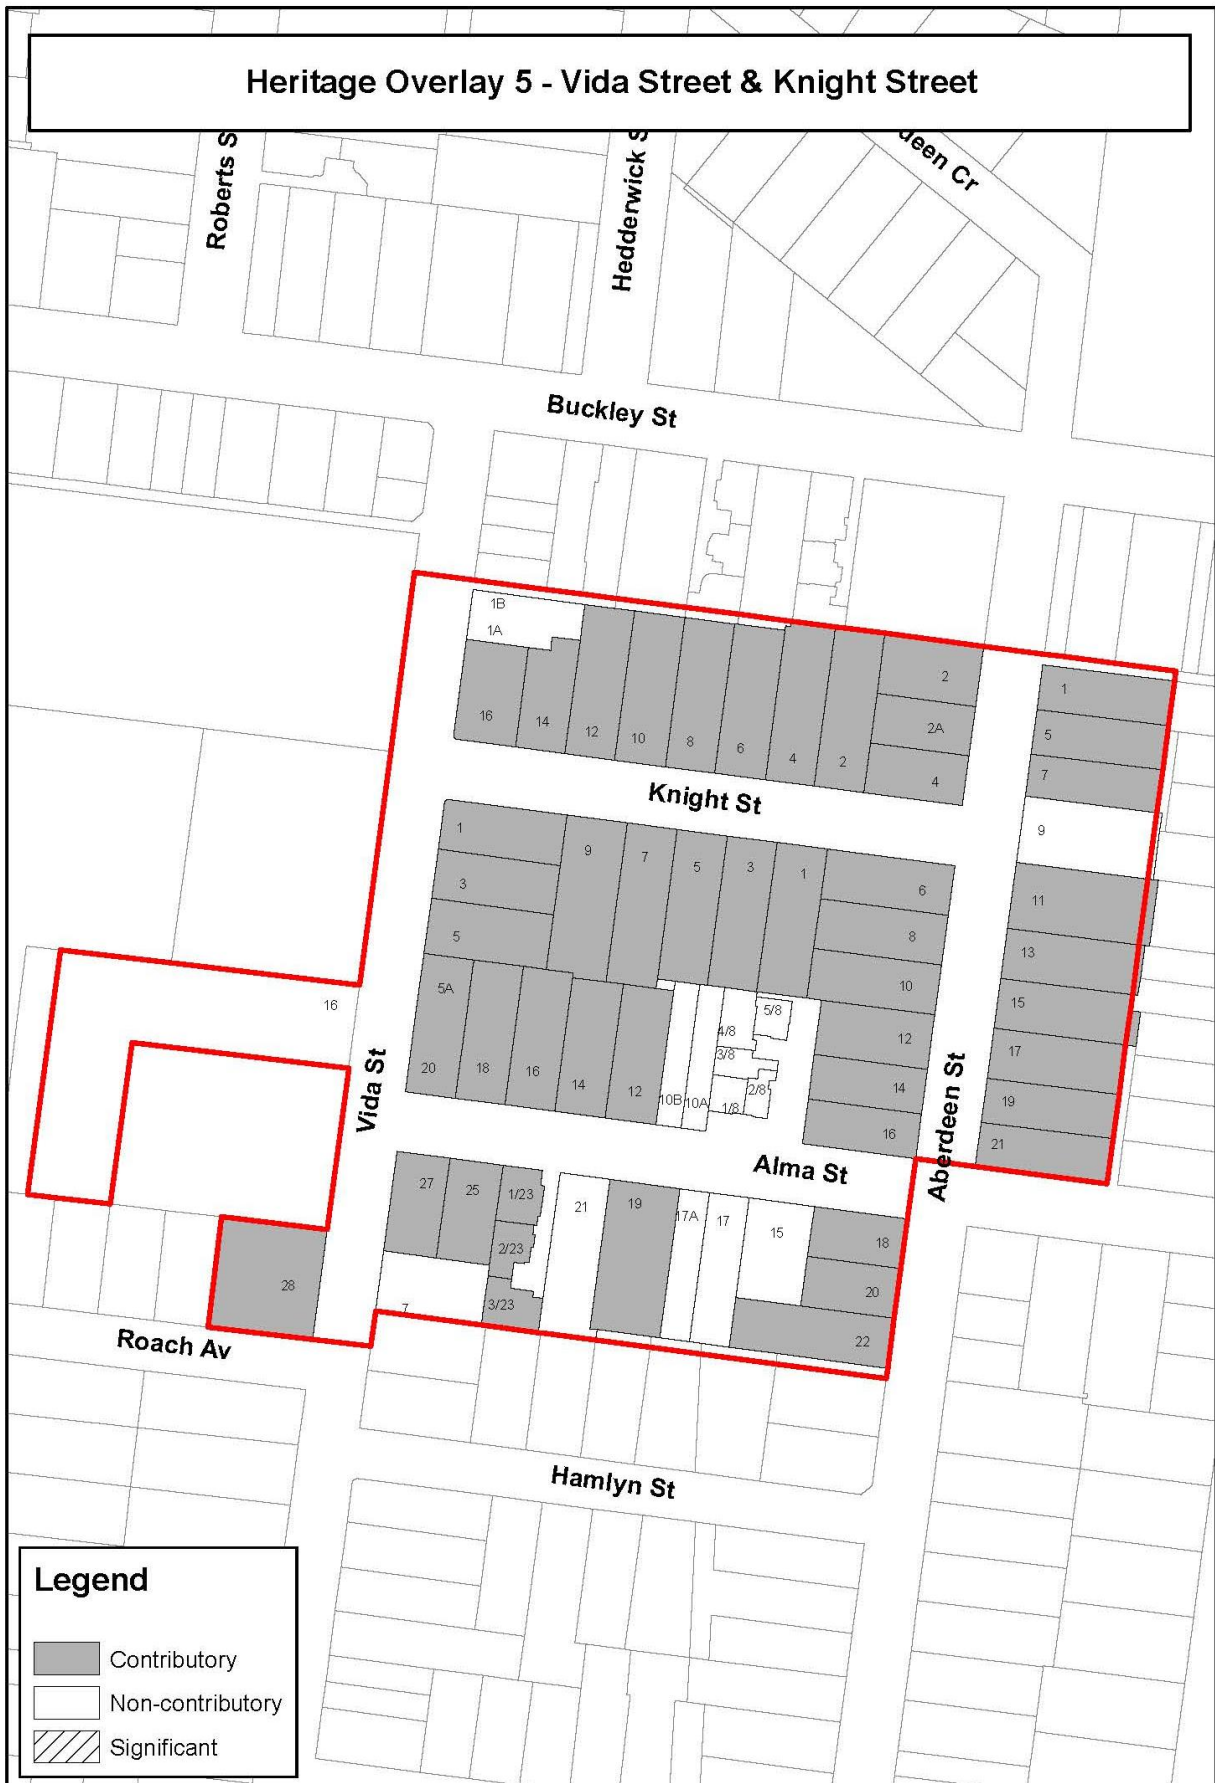 Heritage Overlay 5 - Vida Street & Knight Street
Roberts S
Hedderwick S
deen Cr
Buckley St
1B
1A
16
14
12
10
8
6
4
2
2
2A
4
1
5
7
9
11
13
15
17
19
21
Knight St
1
3
5
9
7
5
3
1
6
8
10
12
14
16
5A
20
18
16
14
12
10B
10A
4/8
5/8
3/8
2/8
1/8
16
Vida St
Aberdeen St
Alma St
27
25
1/23
2/23
3/23
21
19
17A
17
15
18
20
22
7
28
Roach Av
Hamlyn St
Legend
Contributory
Non-contributory
Significant